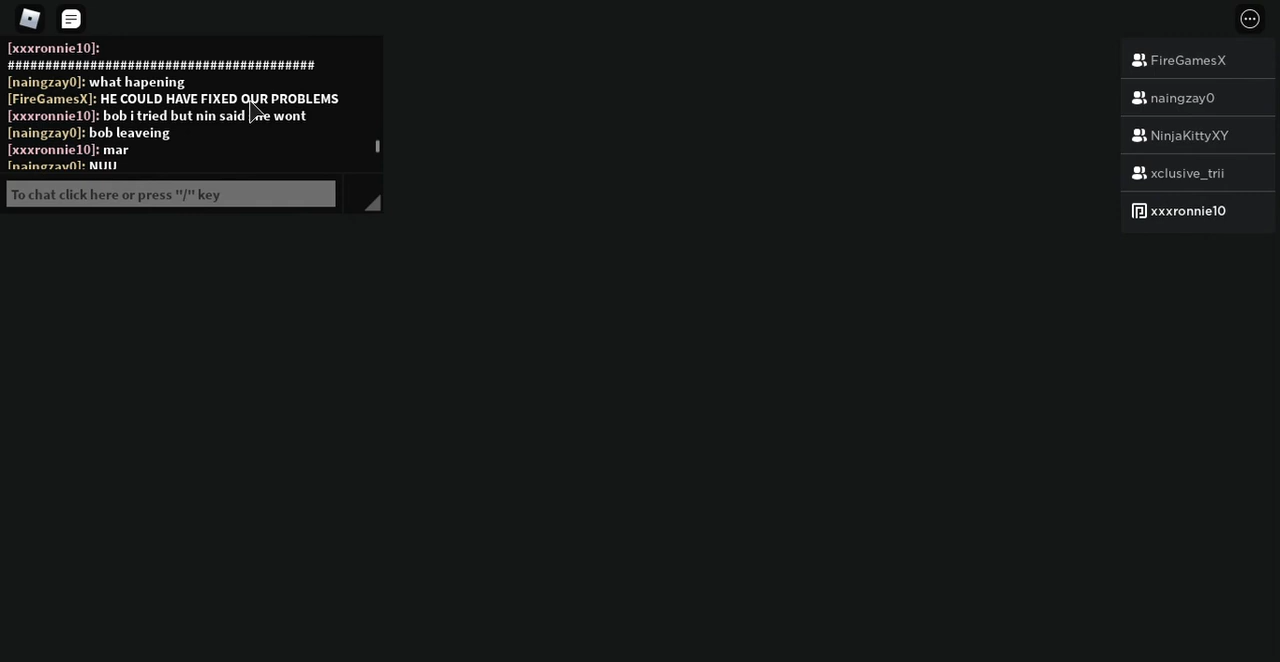 [xxxronnie10]:
#########################################
[naingzay0]: what hapening
[FireGamesX]: HE COULD HAVE FIXED OUR PROBLEMS
[xxxronnie10]: bob i tried but nin said he wont
[naingzay0]: bob leaveing
[xxxronnie10]: mar
[naingzay0]: NUU
To chat click here or press "/" key
FireGamesX
naingzay0
NinjaKittyXY
xclusive_trii
xxxronnie10